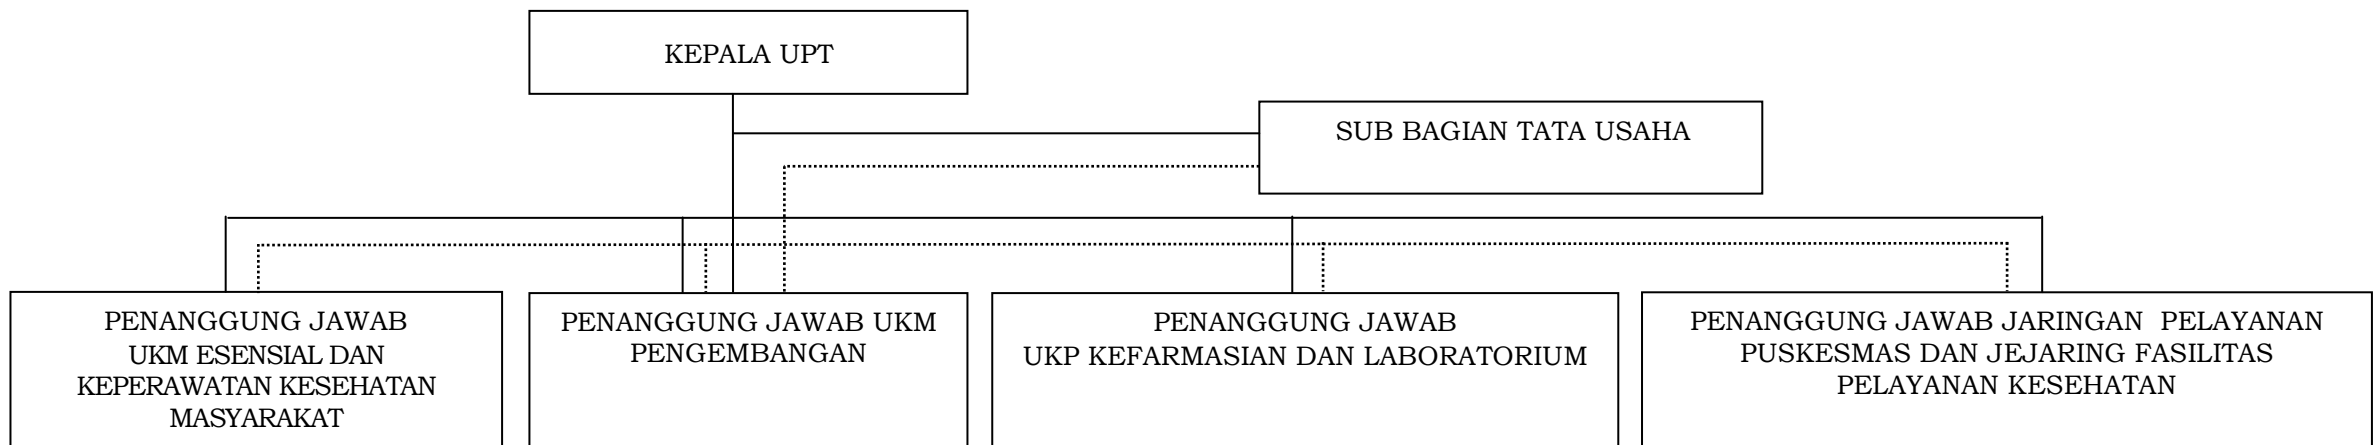 KEPALA UPT
SUB BAGIAN TATA USAHA
PENANGGUNG JAWAB
UKM ESENSIAL DAN
KEPERAWATAN KESEHATAN
MASYARAKAT
PENANGGUNG JAWAB UKM
PENGEMBANGAN
PENANGGUNG JAWAB
UKP KEFARMASIAN DAN LABORATORIUM
PENANGGUNG JAWAB JARINGAN  PELAYANAN
PUSKESMAS DAN JEJARING FASILITAS
PELAYANAN KESEHATAN